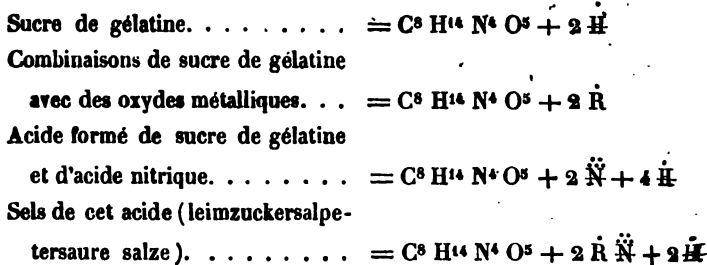 Sucre de gélatine. . . . . . . . . = C⁸ H¹⁴ N⁴ O⁵ + 2 Ḣ
Combinaisons de sucre de gélatine
avec des oxydes métalliques. . . = C⁸ H¹⁴ N⁴ O⁵ + 2 Ṙ
Acide formé de sucre de gélatine
et d'acide nitrique. . . . . . . . = C⁸ H¹⁴ N⁴ O⁵ + 2 N⃛̈ + 4 Ḣ
Sels de cet acide (leimzuckersalpe-
tersaure salze). . . . . . . . . = C⁸ H¹⁴ N⁴ O⁵ + 2 Ṙ N⃛̈ + 2 Ḣ